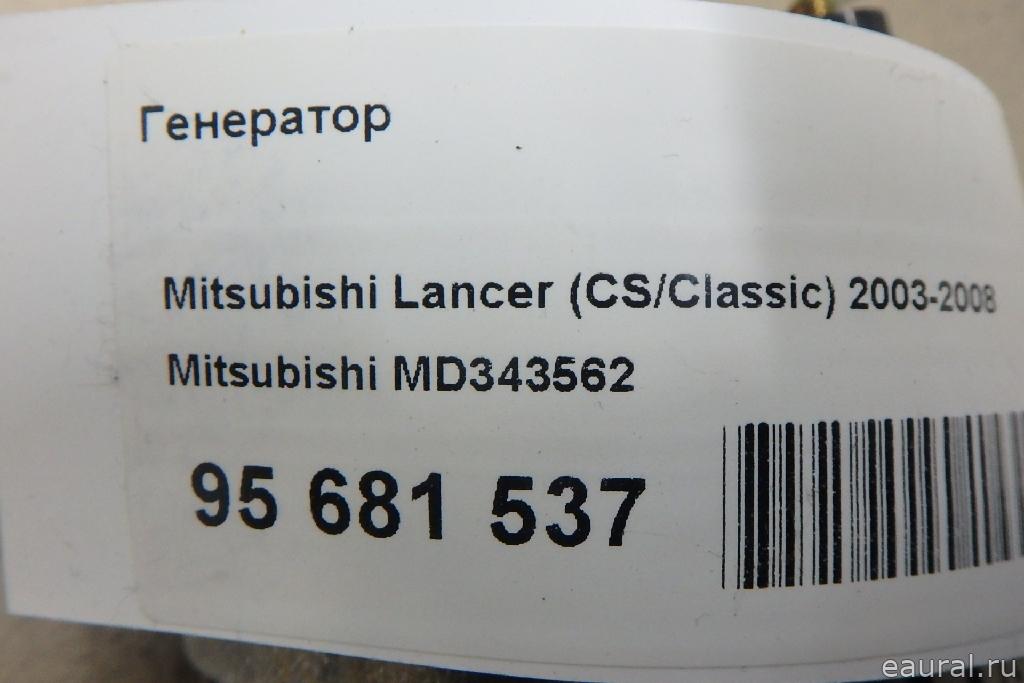 Генератор
Mitsubishi Lancer (CS/Classic) 2003-2008
Mitsubishi MD343562
95 681 537
eaural.ru